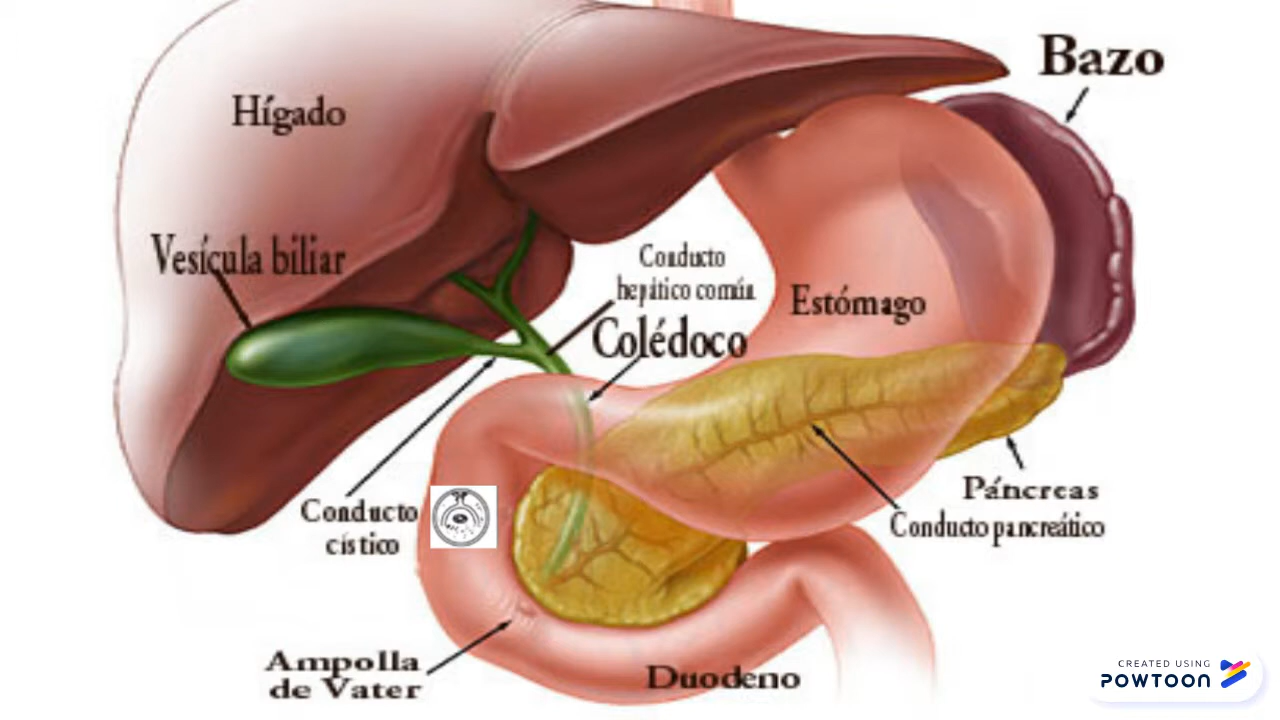 Bazo
Hígado
Vesícula biliar
Conducto
hepático común
Estómago
Colédoco
Páncreas
Conducto pancreático
Conducto
cístico
Ampolla
de Vater
Duodeno
CREATED USING
POWTOON